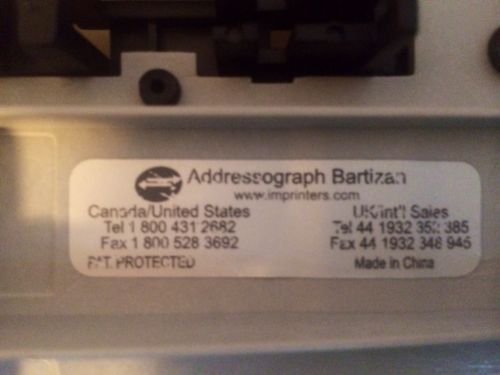 Addressograph Bartizan
www.imprinters.com
Canada/United States
Tel 1 800 431 2682
Fax 1 800 528 3692
PAT. PROTECTED
UK/Int'l Sales
Tel 44 1932 352 385
Fax 44 1932 348 945
Made in China